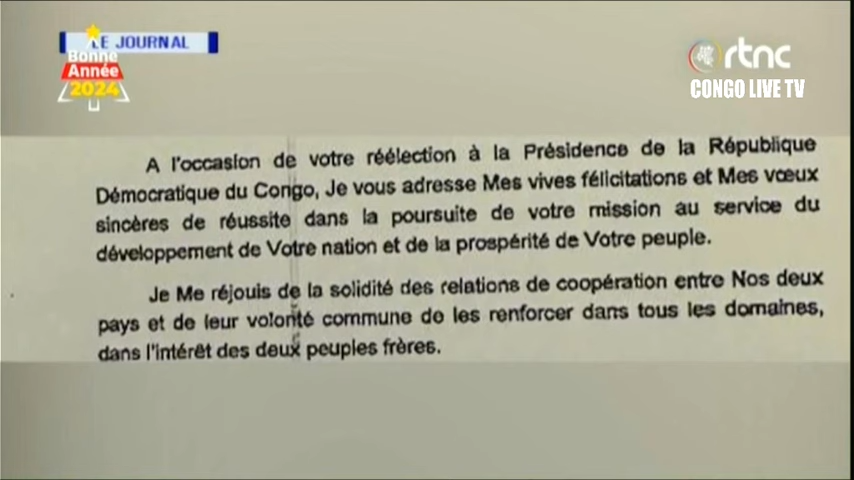 LE JOURNAL
Bonne
Année
2024
rtnc
CONGO LIVE TV
A l'occasion de votre réélection à la Présidence de la République
Démocratique du Congo, Je vous adresse Mes vives félicitations et Mes vœux
sincères de réussite dans la poursuite de votre mission au service du
développement de Votre nation et de la prospérité de Votre peuple.
Je Me réjouis de la solidité des relations de coopération entre Nos deux
pays et de leur volonté commune de les renforcer dans tous les domaines,
dans l'intérêt des deux peuples frères.